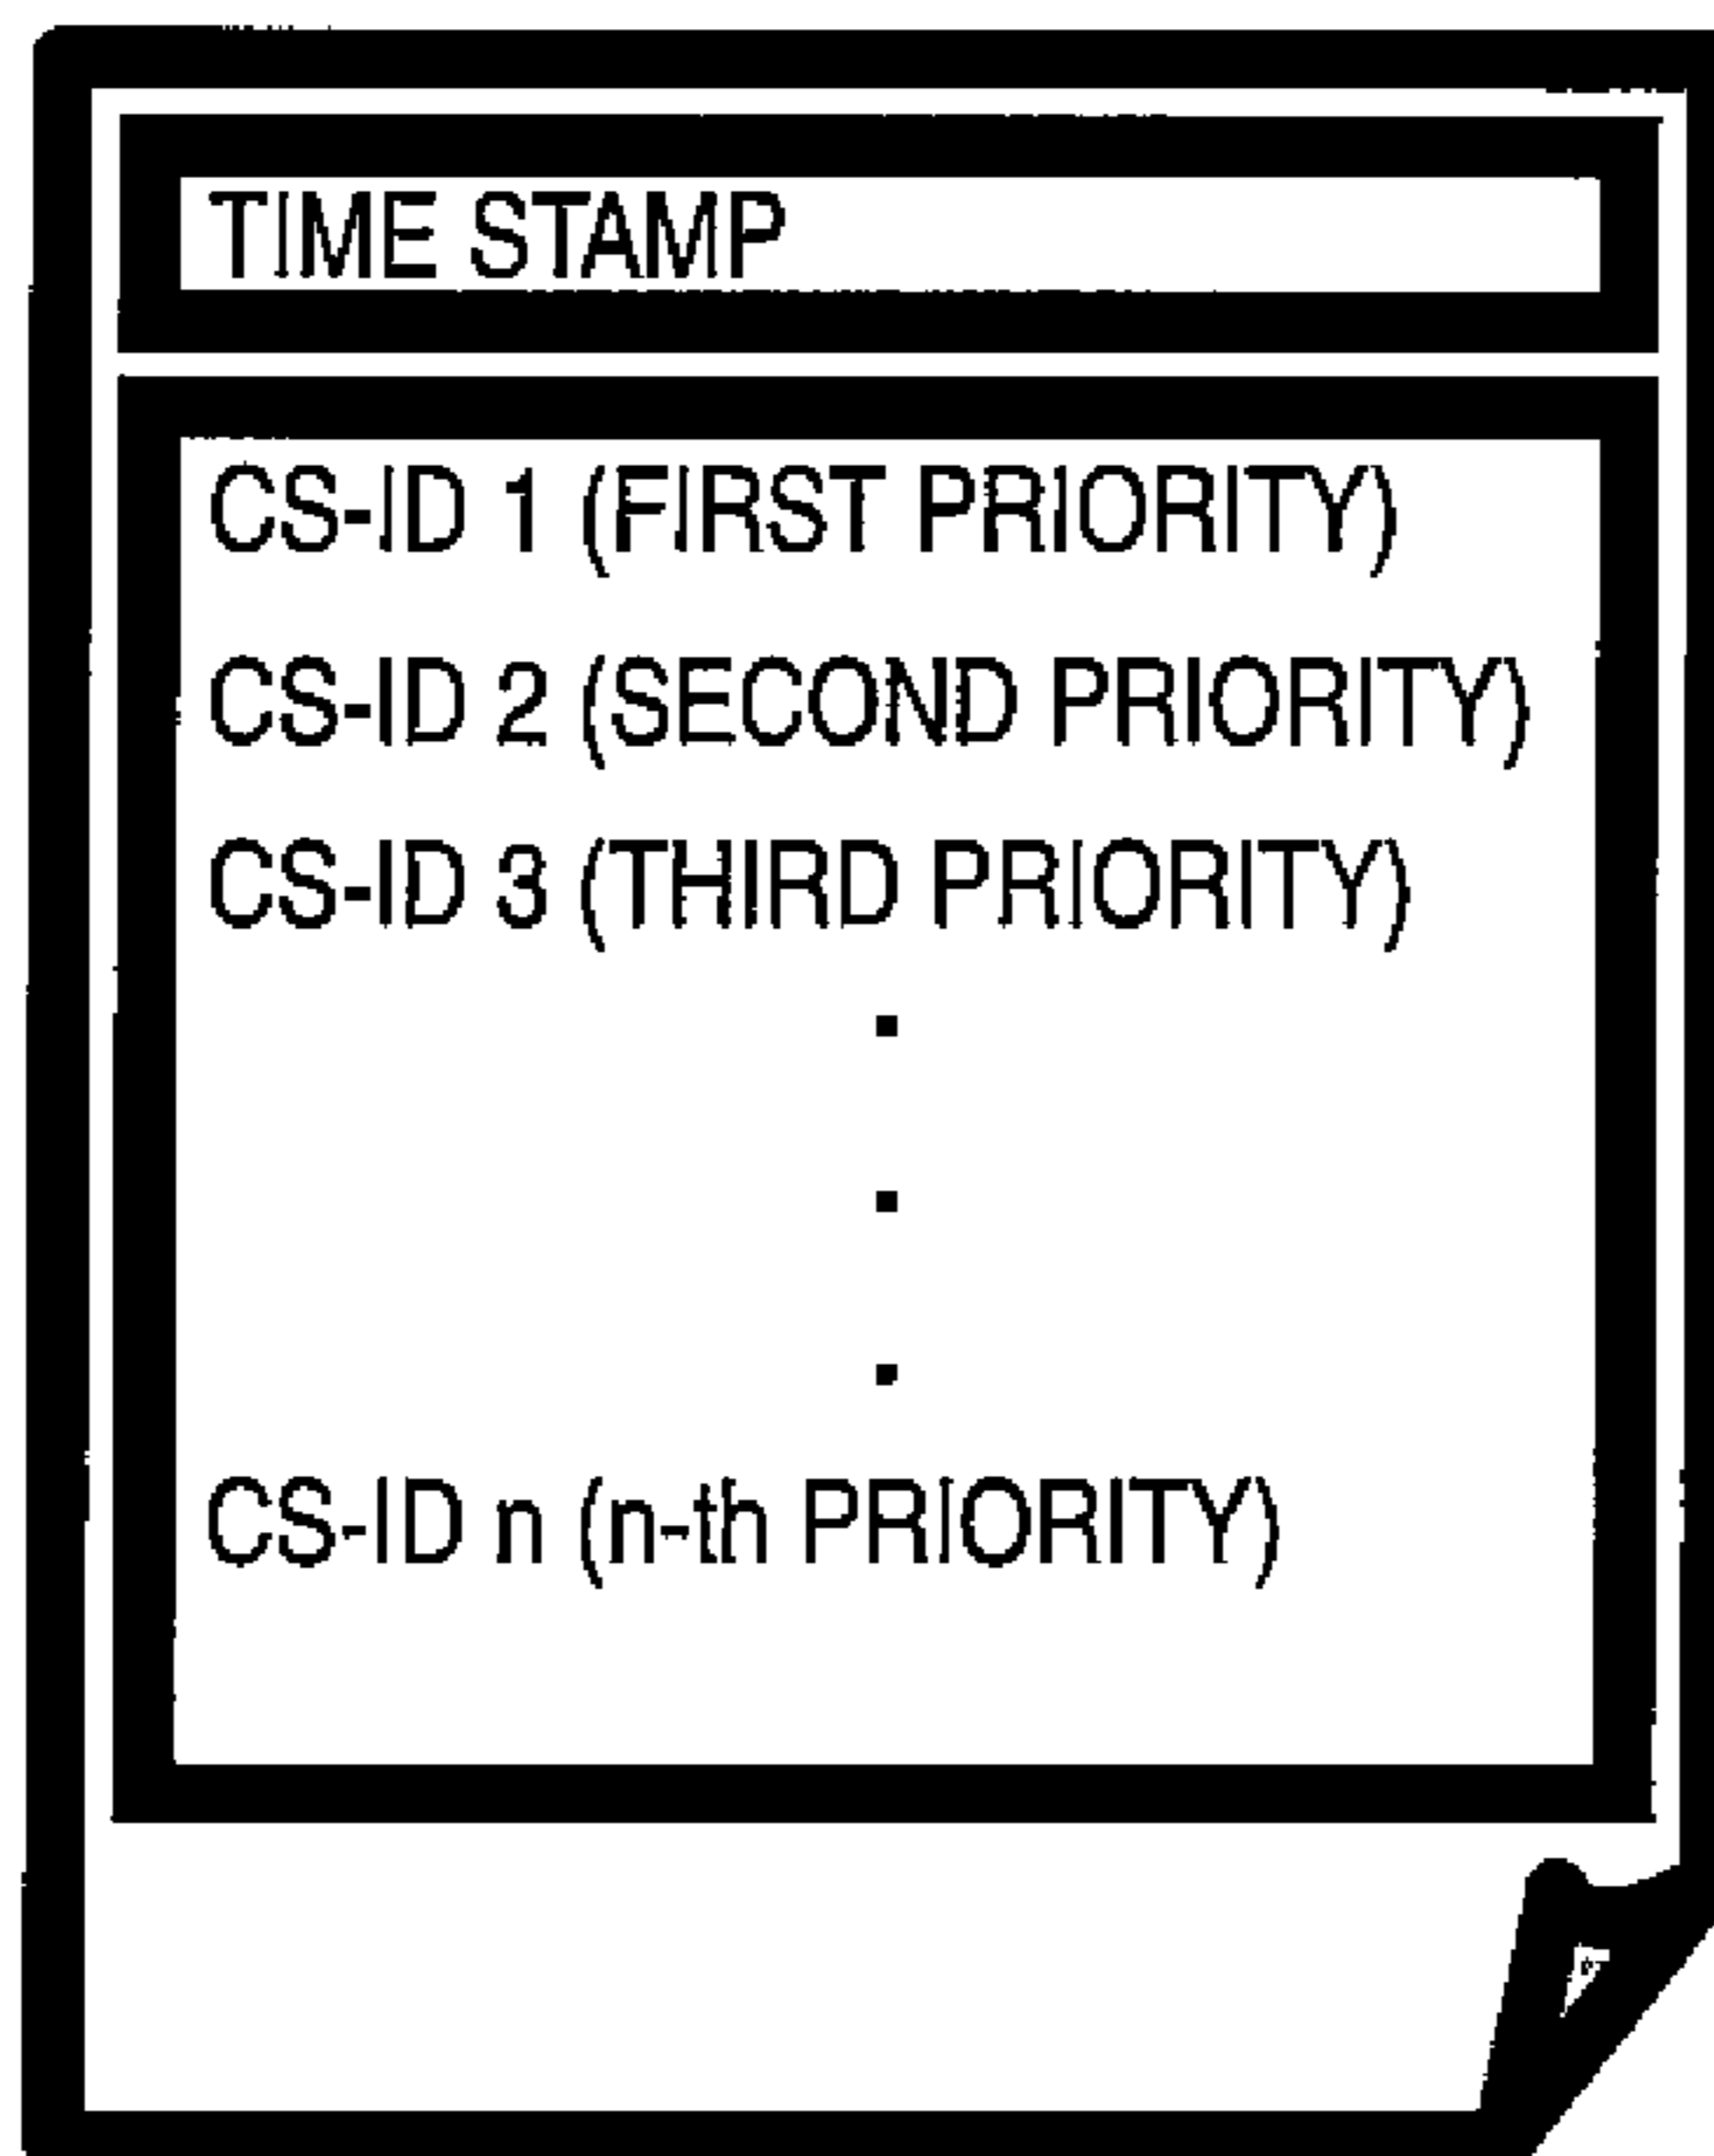 TIME STAMP
CS-ID 1 (FIRST PRIORITY)
CS-ID 2 (SECOND PRIORITY)
CS-ID 3 (THIRD PRIORITY)
.
.
.
CS-ID n (n-th PRIORITY)